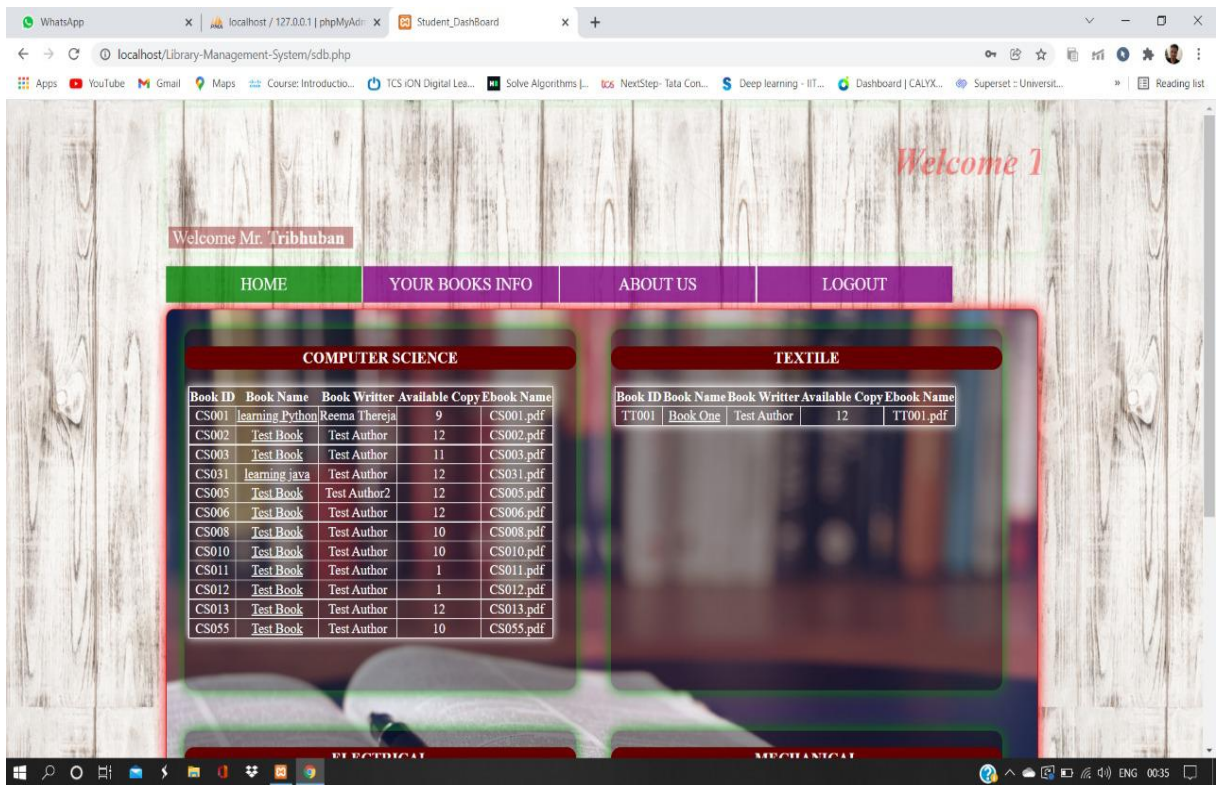 WhatsApp
localhost / 127.0.0.1 | phpMyAdm
Student_DashBoard
localhost/Library-Management-System/sdb.php
Apps YouTube Gmail Maps Course: Introductio... TCS iON Digital Lea... Solve Algorithms |... NextStep- Tata Con... Deep learning - IIT... Dashboard | CALYX... Superset :: Universit... » Reading list
Welcome T
Welcome Mr. Tribhuban
HOME YOUR BOOKS INFO ABOUT US LOGOUT
COMPUTER SCIENCE
Book ID Book Name Book Writter Available Copy Ebook Name
CS001 learning Python Reema Thereja 9 CS001.pdf
CS002 Test Book Test Author 12 CS002.pdf
CS003 Test Book Test Author 11 CS003.pdf
CS031 learning java Test Author 12 CS031.pdf
CS005 Test Book Test Author2 12 CS005.pdf
CS006 Test Book Test Author 12 CS006.pdf
CS008 Test Book Test Author 10 CS008.pdf
CS010 Test Book Test Author 10 CS010.pdf
CS011 Test Book Test Author 1 CS011.pdf
CS012 Test Book Test Author 1 CS012.pdf
CS013 Test Book Test Author 12 CS013.pdf
CS055 Test Book Test Author 10 CS055.pdf
TEXTILE
Book ID Book Name Book Writter Available Copy Ebook Name
TT001 Book One Test Author 12 TT001.pdf
ELECTRICAL
MECHANICAL
ENG 00:35